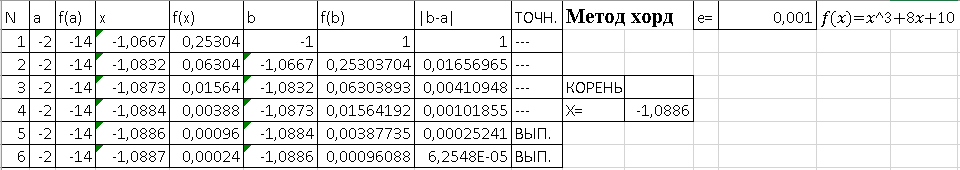 N a f(a) x f(x) b f(b) |b-a| ТОЧН. Метод хорд e= 0,001 f(x)=x^3+8x+10
1 -2 -14 -1,0667 0,25304 -1 1 1 ---
2 -2 -14 -1,0832 0,06304 -1,0667 0,25303704 0,01656965 ---
3 -2 -14 -1,0873 0,01564 -1,0832 0,06303893 0,00410948 --- КОРЕНЬ
4 -2 -14 -1,0884 0,00388 -1,0873 0,01564192 0,00101855 --- X= -1,0886
5 -2 -14 -1,0886 0,00096 -1,0884 0,00387735 0,00025241 ВЫП.
6 -2 -14 -1,0887 0,00024 -1,0886 0,00096088 6,2548E-05 ВЫП.